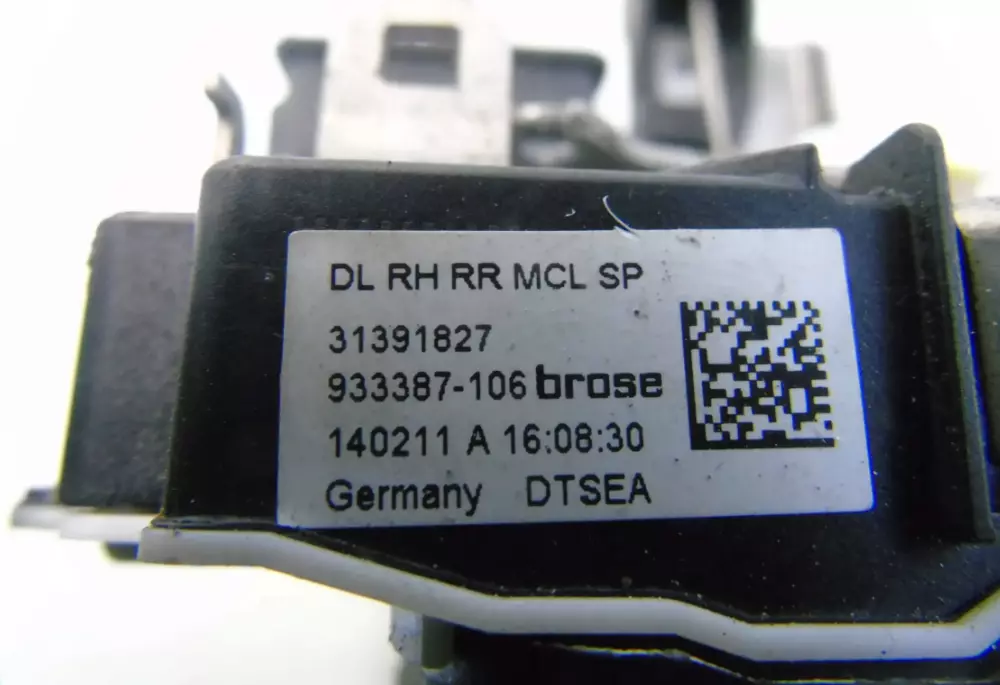 DL RH RR MCL SP
31391827
933387-106 brose
140211 A 16:08:30
Germany DTSEA